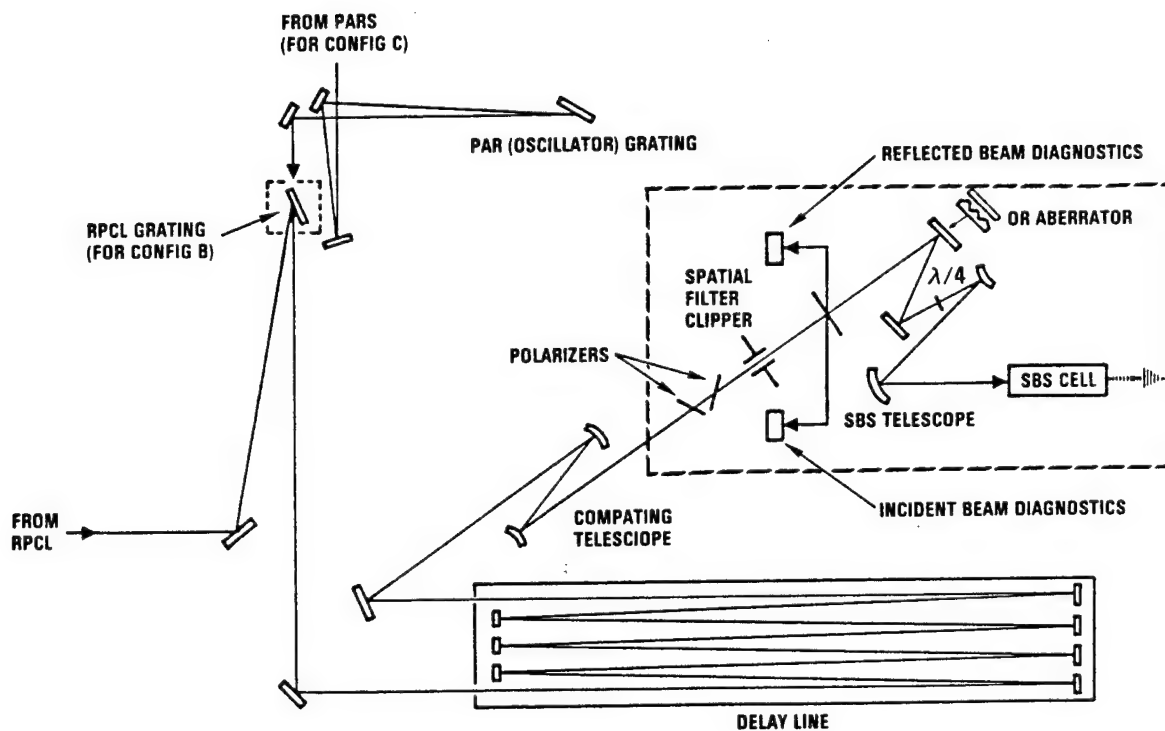 FROM PARS
(FOR CONFIG C)
PAR (OSCILLATOR) GRATING
REFLECTED BEAM DIAGNOSTICS
OR ABERRATOR
RPCL GRATING
(FOR CONFIG B)
SPATIAL
FILTER
CLIPPER
λ/4
POLARIZERS
SBS CELL
SBS TELESCOPE
INCIDENT BEAM DIAGNOSTICS
COMPATING
TELESCIOPE
FROM
RPCL
DELAY LINE